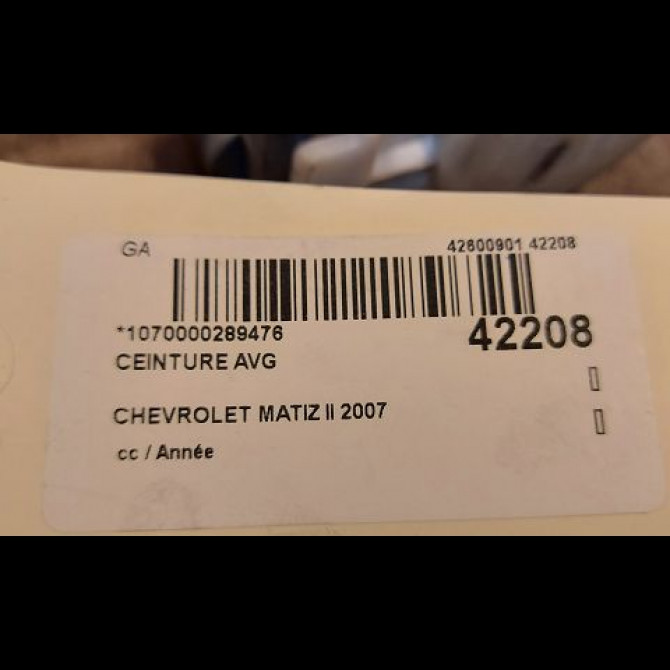 GA 42600901 42208
*1070000289476 42208
CEINTURE AVG
CHEVROLET MATIZ II 2007
cc / Année